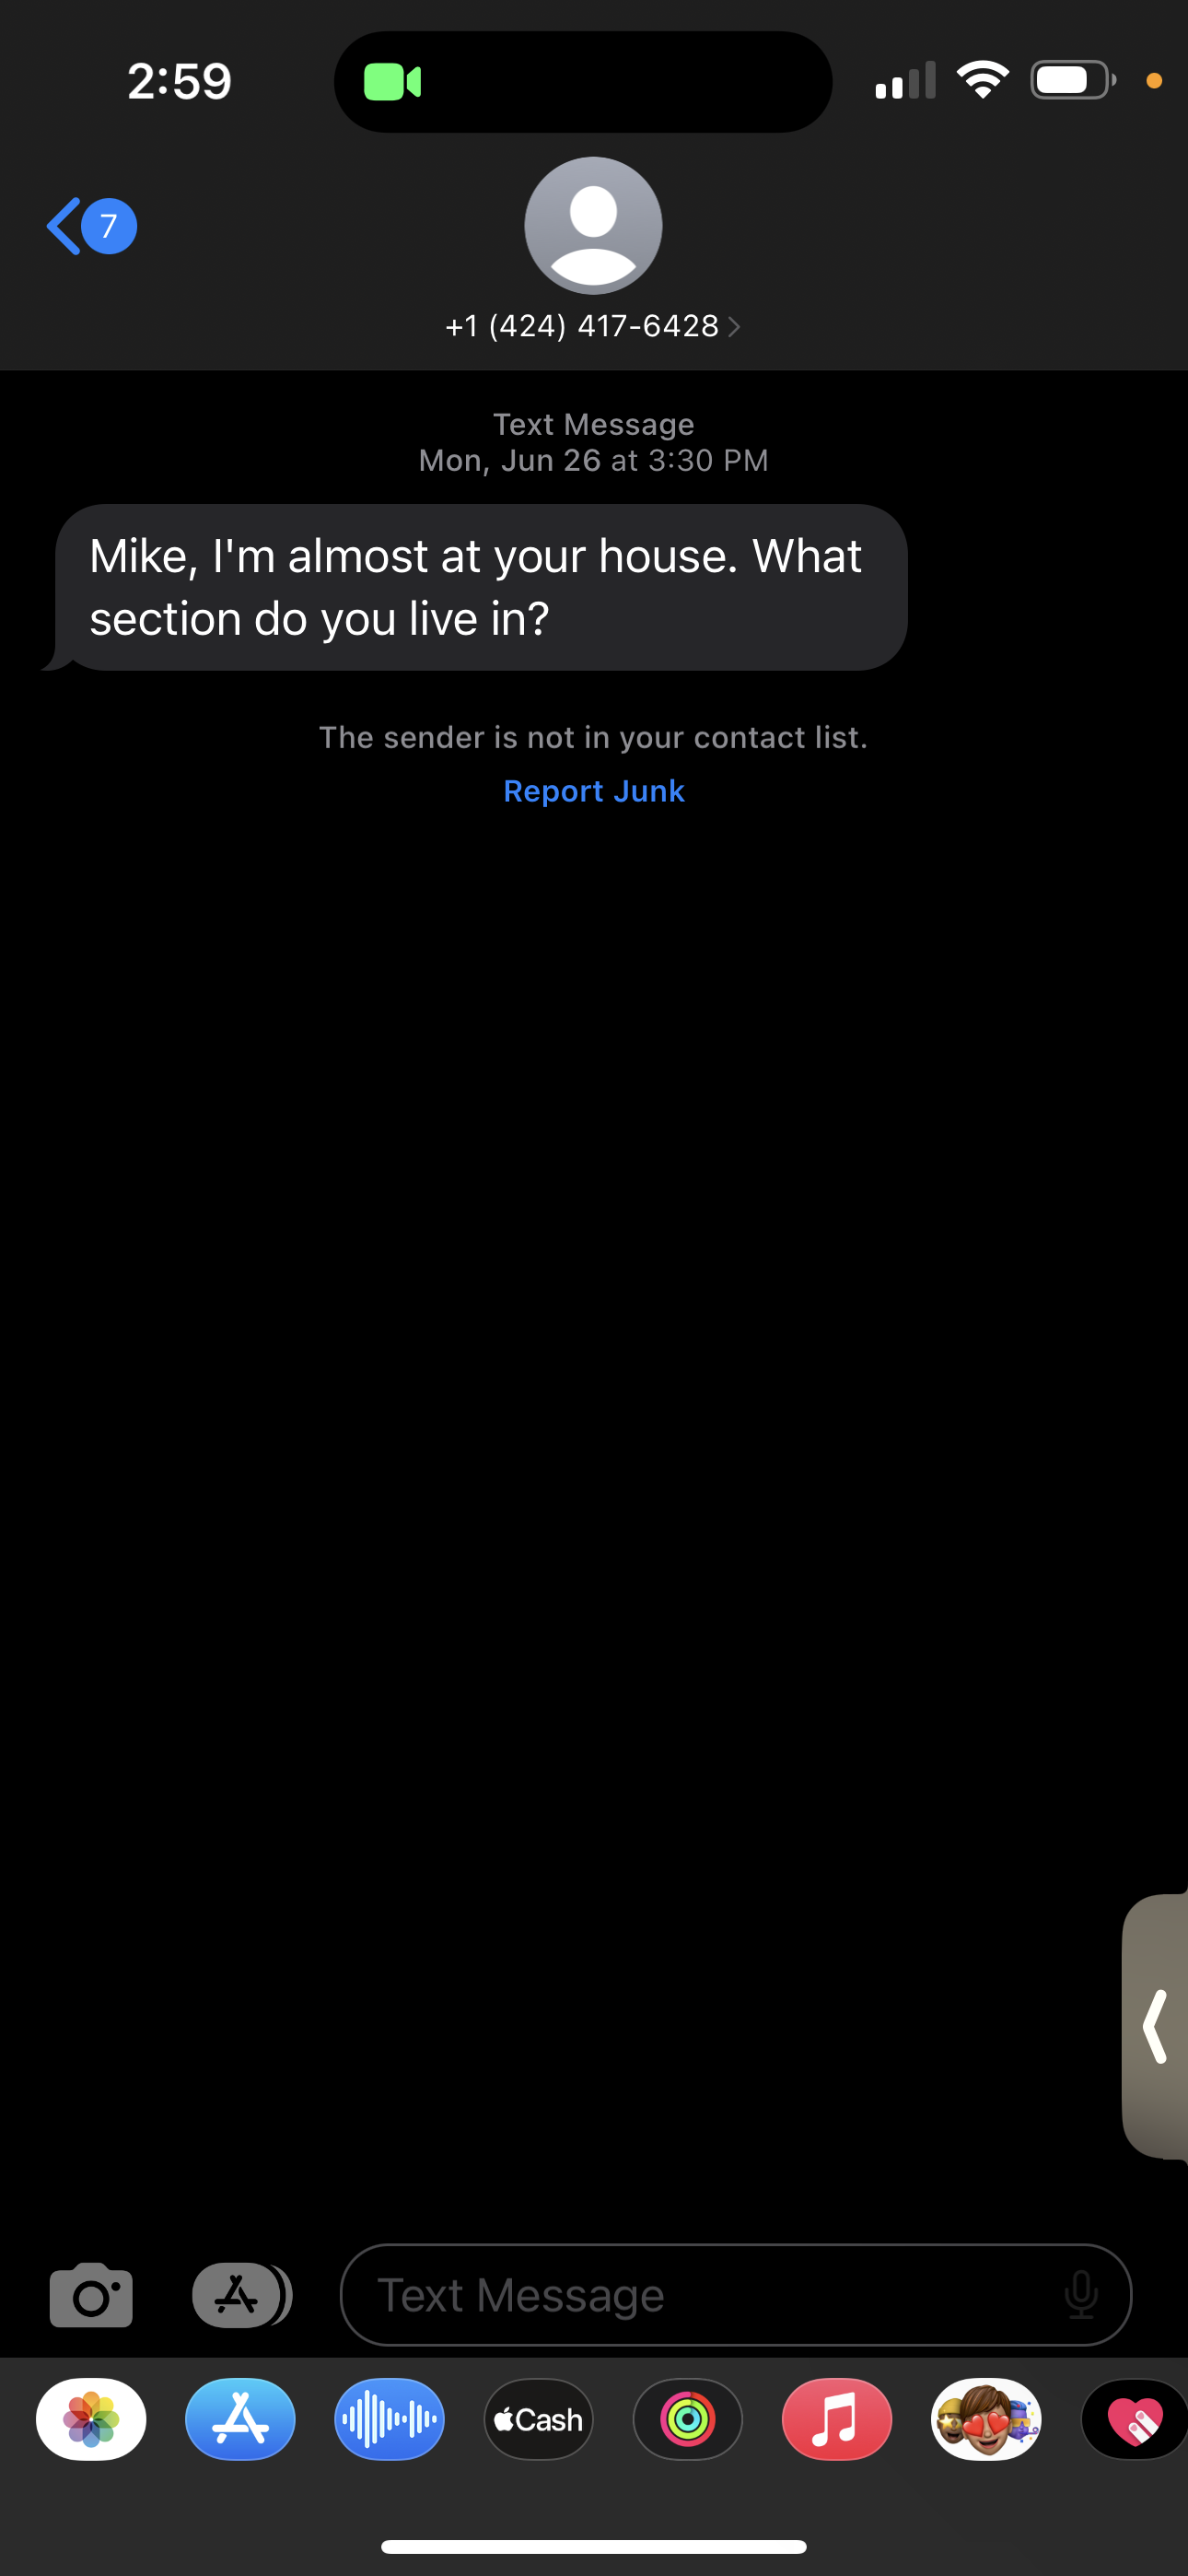 2:59
7
+1 (424) 417-6428
Text Message
Mon, Jun 26 at 3:30 PM
Mike, I'm almost at your house. What
section do you live in?
The sender is not in your contact list.
Report Junk
Text Message
Cash